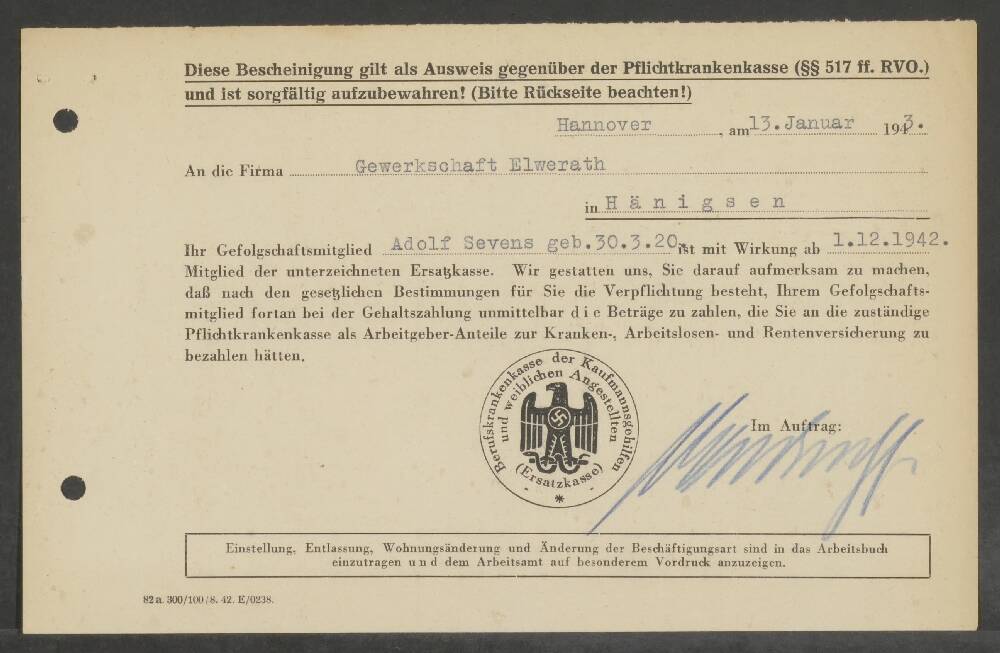 Diese Bescheinigung gilt als Ausweis gegenüber der Pflichtkrankenkasse (§§ 517 ff. RVO.)
und ist sorgfältig aufzubewahren! (Bitte Rückseite beachten!)
Hannover, am 13. Januar 1943.
An die Firma Gewerkschaft Elwerath
in Hänigsen
Ihr Gefolgschaftsmitglied Adolf Sevens geb.30.3.20. ist mit Wirkung ab 1.12.1942.
Mitglied der unterzeichneten Ersatzkasse. Wir gestatten uns, Sie darauf aufmerksam zu machen,
daß nach den gesetzlichen Bestimmungen für Sie die Verpflichtung besteht, Ihrem Gefolgschafts-
mitglied fortan bei der Gehaltszahlung unmittelbar die Beträge zu zahlen, die Sie an die zuständige
Pflichtkrankenkasse als Arbeitgeber-Anteile zur Kranken-, Arbeitslosen- und Rentenversicherung zu
bezahlen hätten.
Berufskrankenkasse der Kaufmannsgehilfen
und weiblichen Angestellten
(Ersatzkasse)
Im Auftrag:
Einstellung, Entlassung, Wohnungsänderung und Änderung der Beschäftigungsart sind in das Arbeitsbuch
einzutragen und dem Arbeitsamt auf besonderem Vordruck anzuzeigen.
82 a. 300/100/8. 42. E/0238.